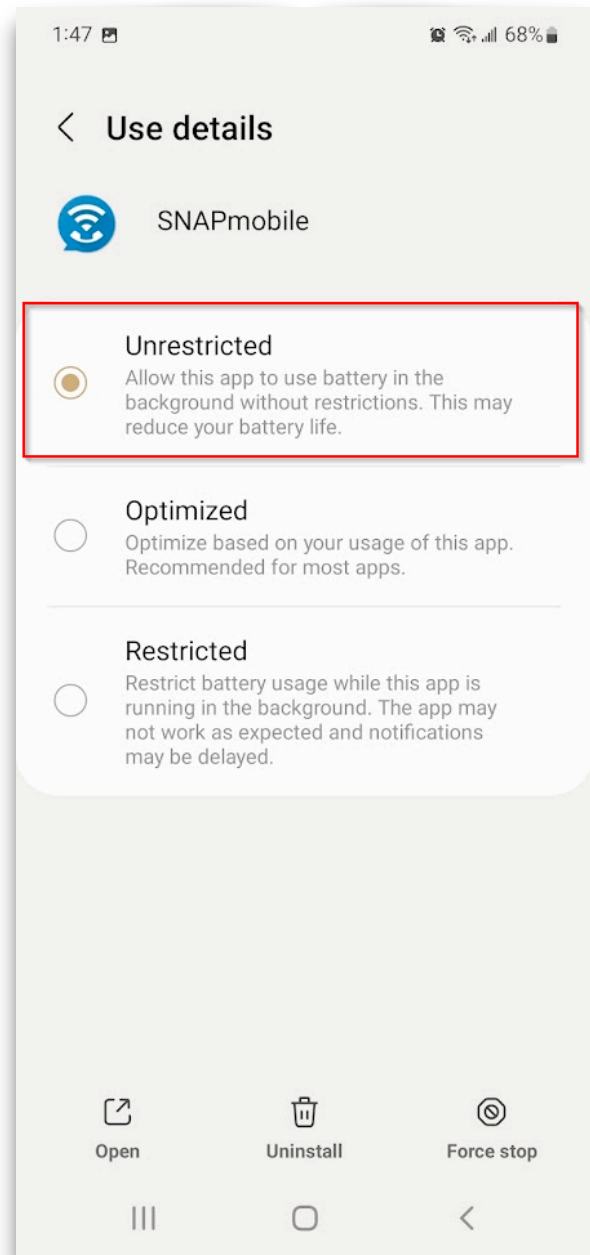 1:47
68%
Use details
SNAPmobile
Unrestricted
Allow this app to use battery in the
background without restrictions. This may
reduce your battery life.
Optimized
Optimize based on your usage of this app.
Recommended for most apps.
Restricted
Restrict battery usage while this app is
running in the background. The app may
not work as expected and notifications
may be delayed.
Open
Uninstall
Force stop